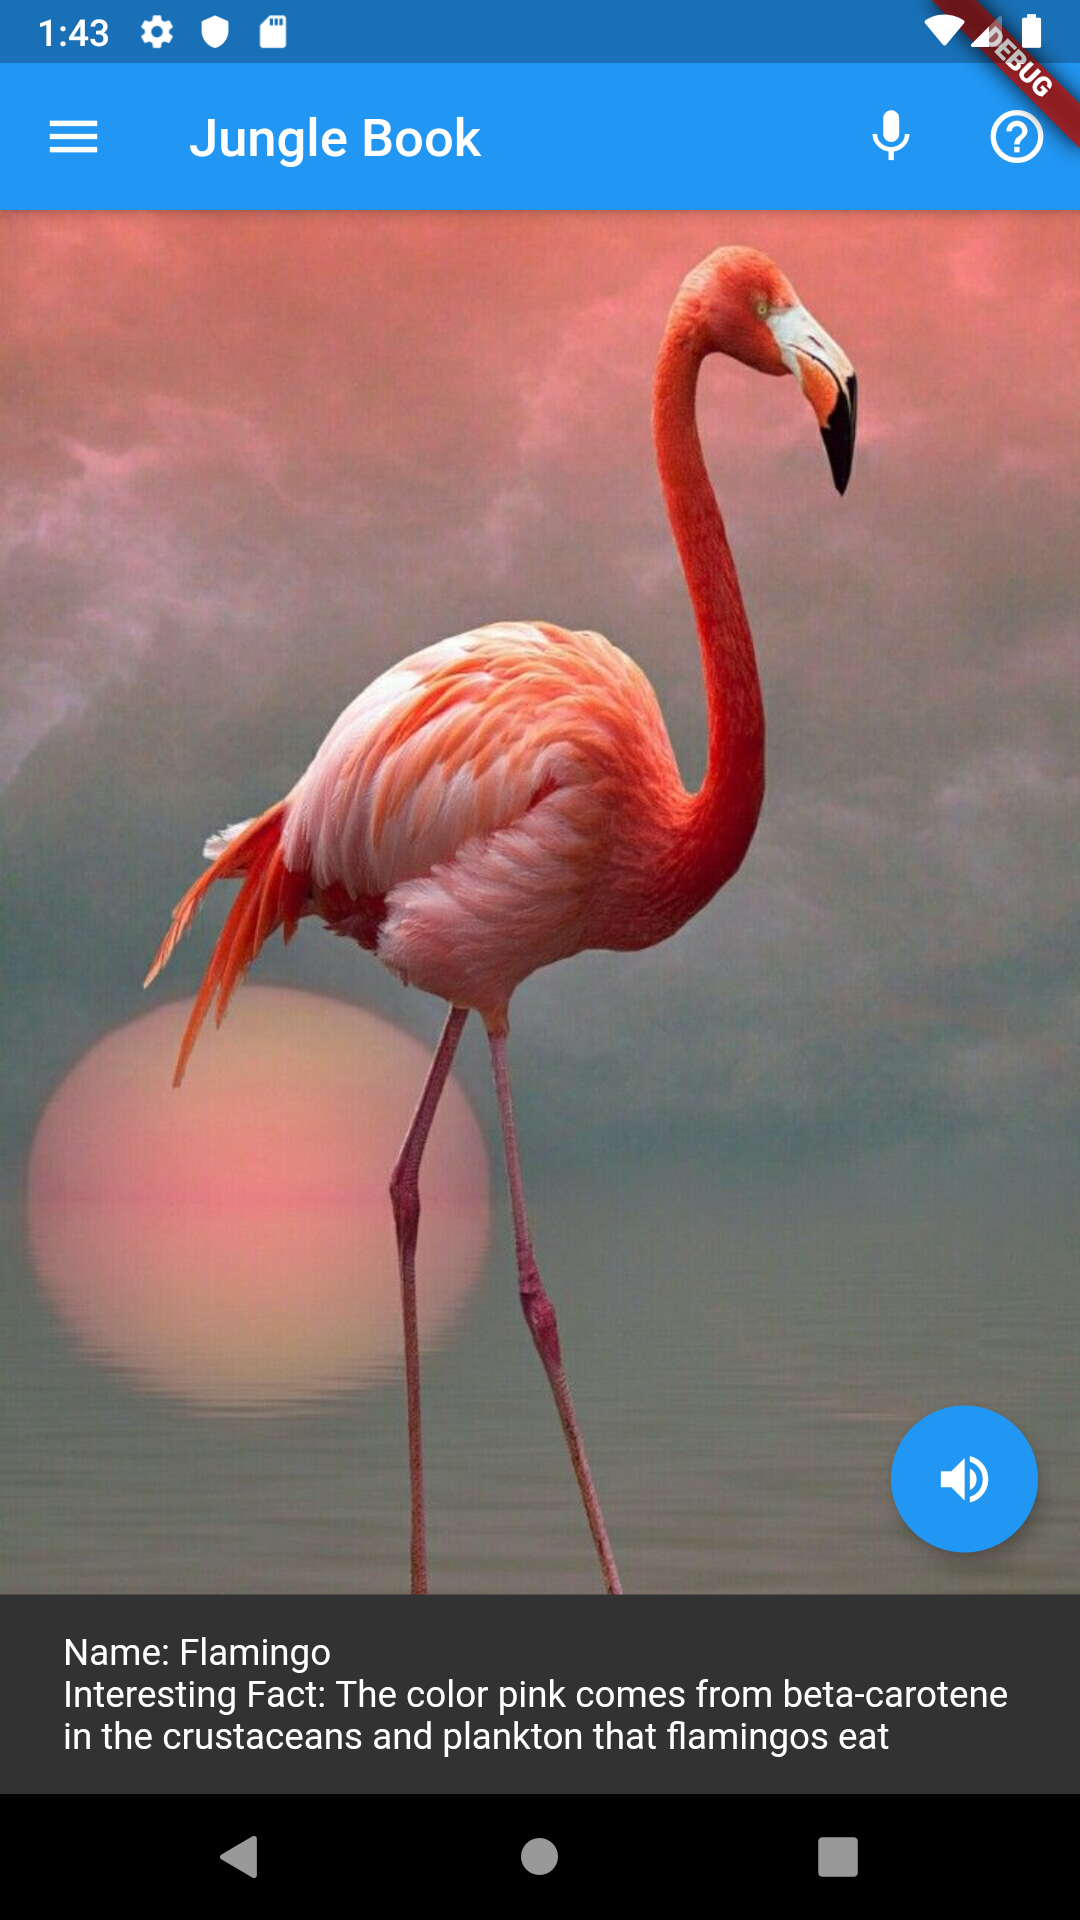 1:43
DEBUG
Jungle Book
Name: Flamingo
Interesting Fact: The color pink comes from beta-carotene
in the crustaceans and plankton that flamingos eat